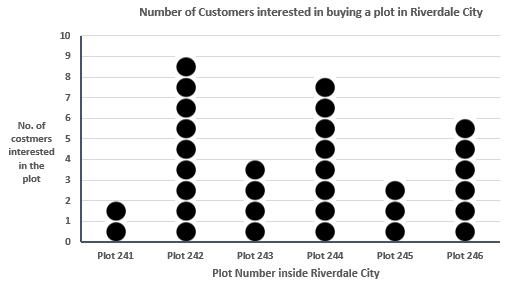 Number of Customers interested in buying a plot in Riverdale City
10
9
8
7
6
5
4
3
2
1
0
No. of
costmers
interested
in the
plot
Plot 241 Plot 242 Plot 243 Plot 244 Plot 245 Plot 246
Plot Number inside Riverdale City